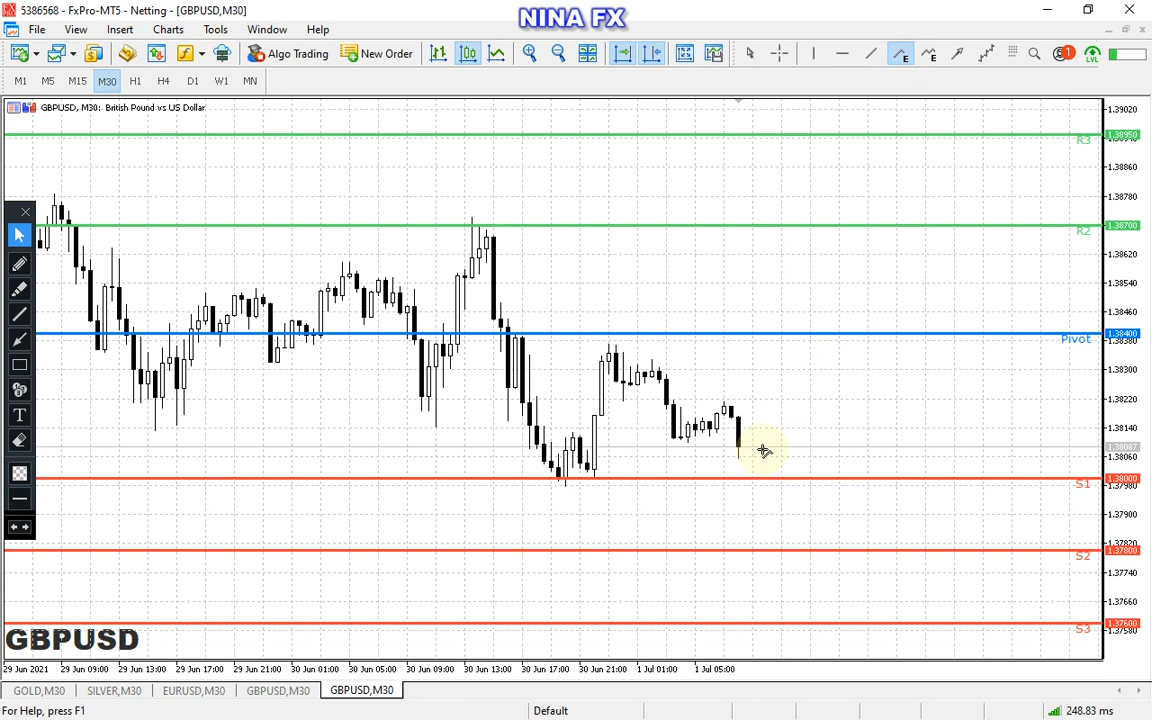 5386568 - FxPro-MT5 - Netting - [GBPUSD,M30]
NINA FX
File View Insert Charts Tools Window Help
Algo Trading New Order
M1 M5 M15 M30 H1 H4 D1 W1 MN
GBPUSD, M30: British Pound vs US Dollar
1.39020
1.38950
R3
1.38860
1.38780
1.38700
R2
1.38620
1.38540
1.38460
1.38400
Pivot
1.38380
1.38300
1.38220
1.38140
1.38087
1.38060
1.38000
S1
1.37980
1.37900
1.37820
1.37800
S2
1.37740
1.37660
1.37600
S3
1.37580
GBPUSD
29 Jun 2021 29 Jun 09:00 29 Jun 13:00 29 Jun 17:00 29 Jun 21:00 30 Jun 01:00 30 Jun 05:00 30 Jun 09:00 30 Jun 13:00 30 Jun 17:00 30 Jun 21:00 1 Jul 01:00 1 Jul 05:00
GOLD,M30 SILVER,M30 EURUSD,M30 GBPUSD,M30 GBPUSD,M30
For Help, press F1 Default 248.83 ms